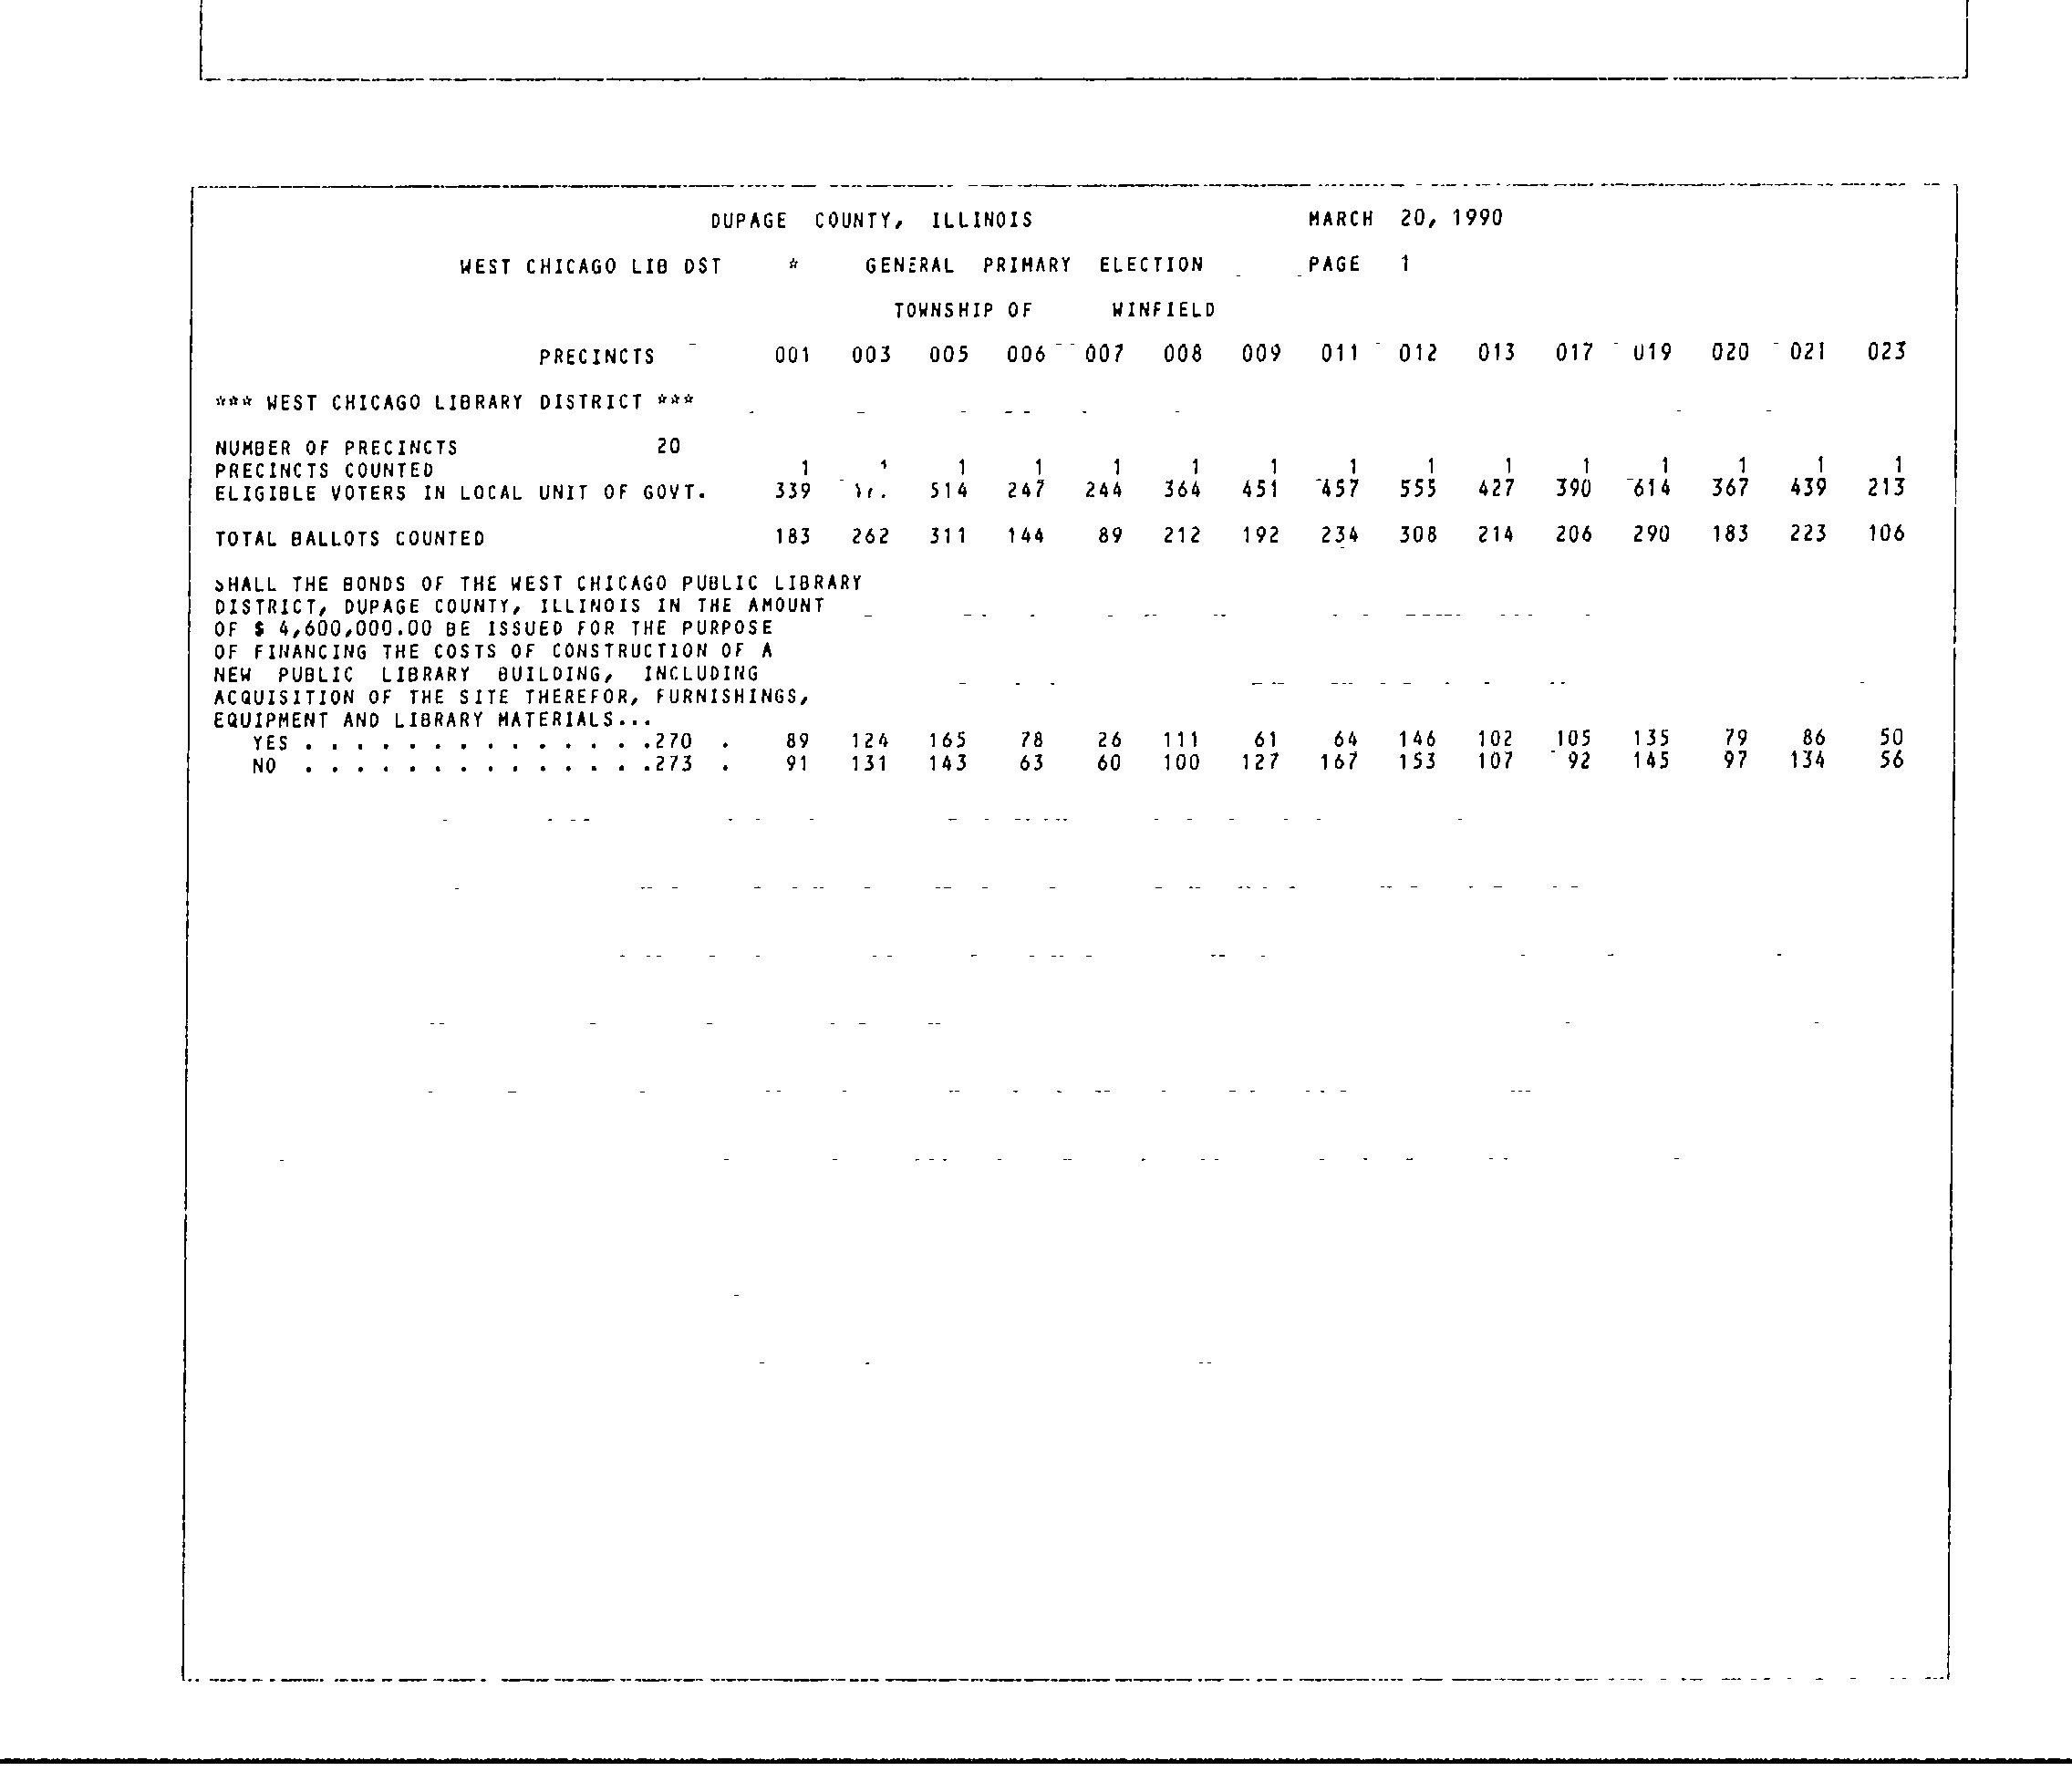 DUPAGE COUNTY, ILLINOIS MARCH 20, 1990
WEST CHICAGO LIB DST * GENERAL PRIMARY ELECTION PAGE 1
TOWNSHIP OF WINFIELD
PRECINCTS 001 003 005 006 007 008 009 011 012 013 017 019 020 021 023
*** WEST CHICAGO LIBRARY DISTRICT ***
NUMBER OF PRECINCTS 20
PRECINCTS COUNTED 1 1 1 1 1 1 1 1 1 1 1 1 1 1 1
ELIGIBLE VOTERS IN LOCAL UNIT OF GOVT. 339 514 247 244 364 451 457 555 427 390 614 367 439 213
TOTAL BALLOTS COUNTED 183 262 311 144 89 212 192 234 308 214 206 290 183 223 106
SHALL THE BONDS OF THE WEST CHICAGO PUBLIC LIBRARY
DISTRICT, DUPAGE COUNTY, ILLINOIS IN THE AMOUNT
OF $ 4,600,000.00 BE ISSUED FOR THE PURPOSE
OF FINANCING THE COSTS OF CONSTRUCTION OF A
NEW PUBLIC LIBRARY BUILDING, INCLUDING
ACQUISITION OF THE SITE THEREFOR, FURNISHINGS,
EQUIPMENT AND LIBRARY MATERIALS...
YES . . . . . . . . . . . . . .270 . 89 124 165 78 26 111 61 64 146 102 105 135 79 86 50
NO . . . . . . . . . . . . . .273 . 91 131 143 63 60 100 127 167 153 107 92 145 97 134 56